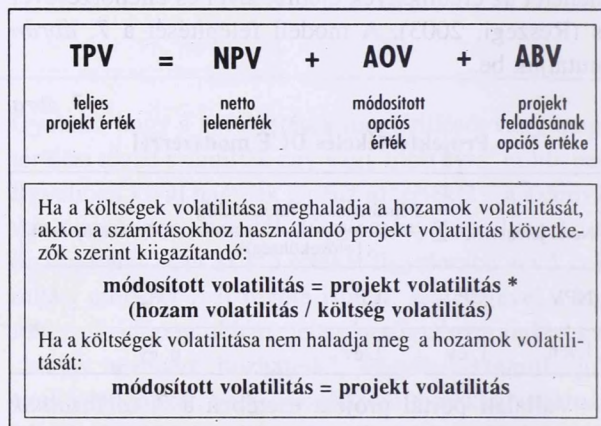 TPV = NPV + AOV + ABV
teljes netto módosított projekt
projekt érték jelenérték opciós feladásának
érték opciós értéke
Ha a költségek volatilitása meghaladja a hozamok volatilitását,
akkor a számításokhoz használandó projekt volatilitás követke-
zők szerint kiigazítandó:
módosított volatilitás = projekt volatilitás *
(hozam volatilitás / költség volatilitás)
Ha a költségek volatilitása nem haladja meg a hozamok volatili-
tását:
módosított volatilitás = projekt volatilitás